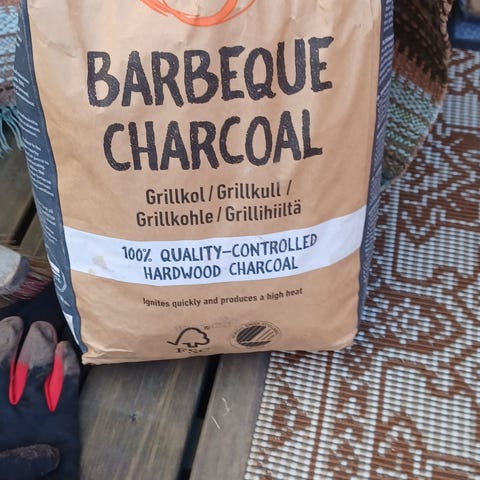 BARBEQUE
CHARCOAL
Grillkol / Grillkull /
Grillkohle / Grillihiiltä
100% QUALITY-CONTROLLED
HARDWOOD CHARCOAL
Ignites quickly and produces a high heat
FSC